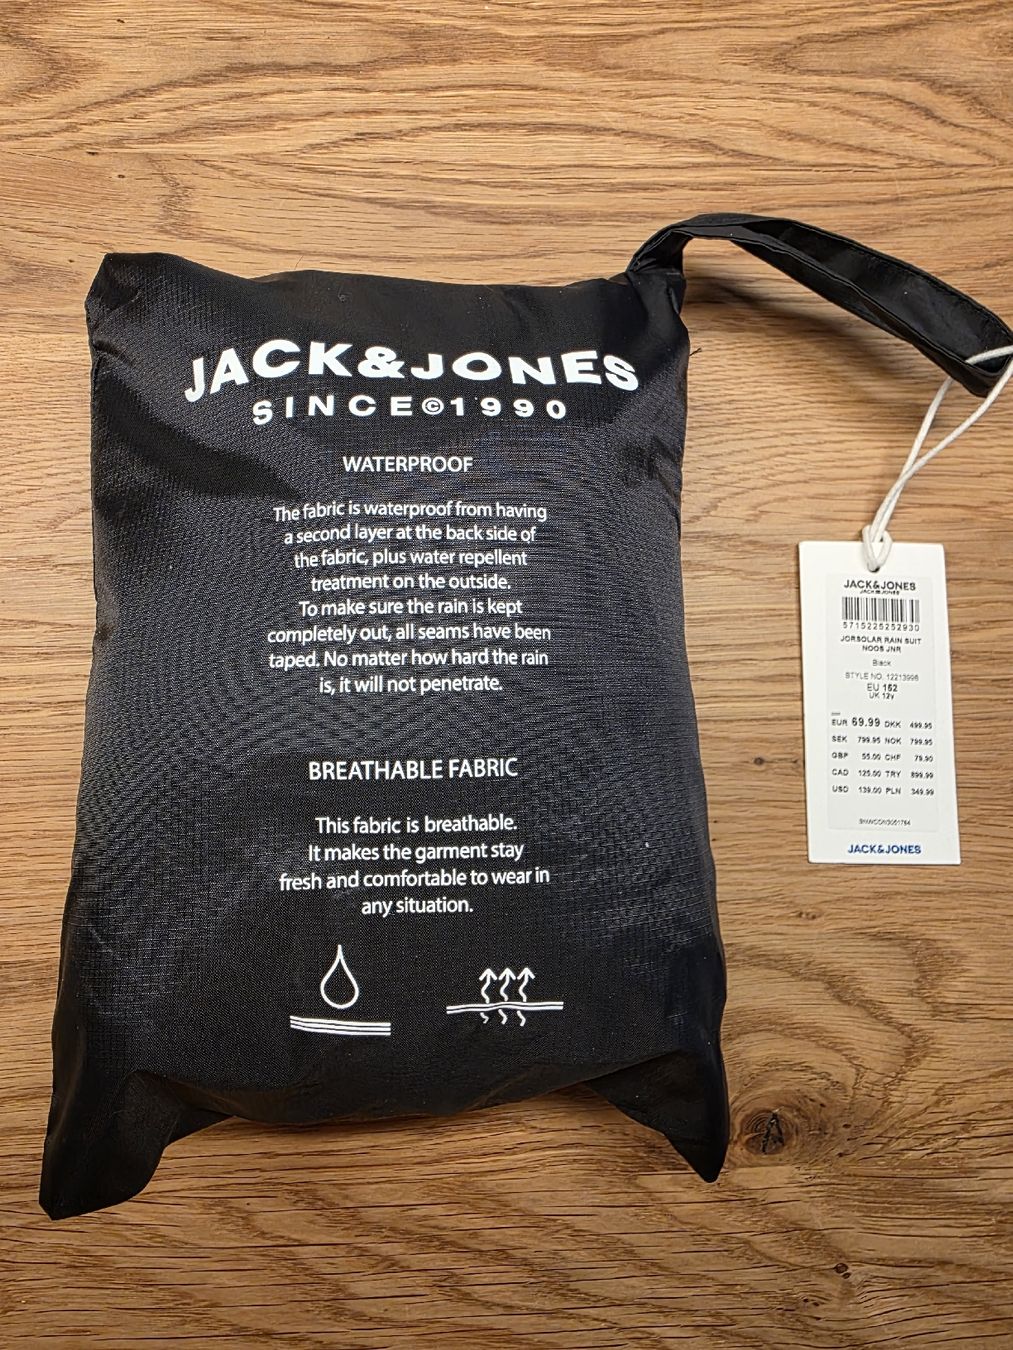 JACK&JONES
SINCE©1990
WATERPROOF
The fabric is waterproof from having
a second layer at the back side of
the fabric, plus water repellent
treatment on the outside.
To make sure the rain is kept
completely out, all seams have been
taped. No matter how hard the rain
is, it will not penetrate.
BREATHABLE FABRIC
This fabric is breathable.
It makes the garment stay
fresh and comfortable to wear in
any situation.
JACK&JONES
JACK&JONES
5715225252930
JORSOLAR RAIN SUIT
NOOS JNR
Black
STYLE NO. 12213996
EU 152
UK 12y
EUR 69.99 DKK 499.95
SEK 799.95 NOK 799.95
GBP 55.00 CHF 79.90
CAD 125.00 TRY 899.99
USD 139.00 PLN 349.99
JACK&JONES